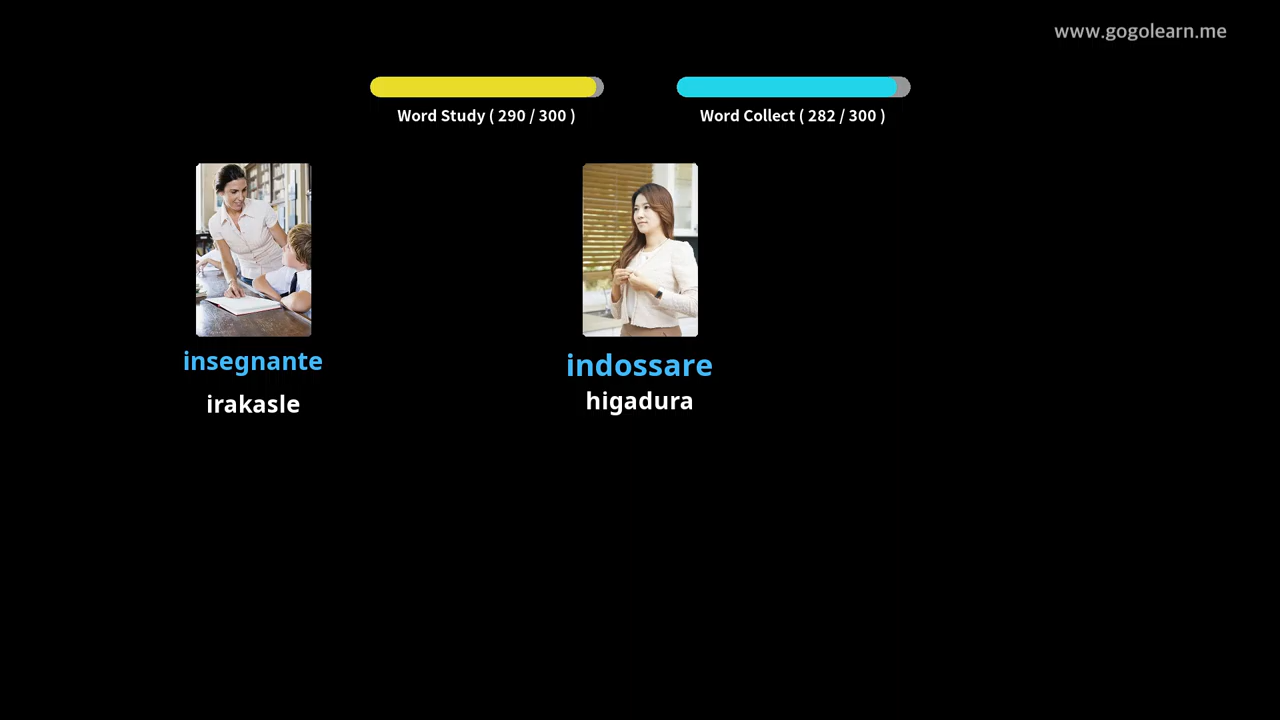 www.gogolearn.me
Word Study ( 290 / 300 )
Word Collect ( 282 / 300 )
insegnante
irakasle
indossare
higadura